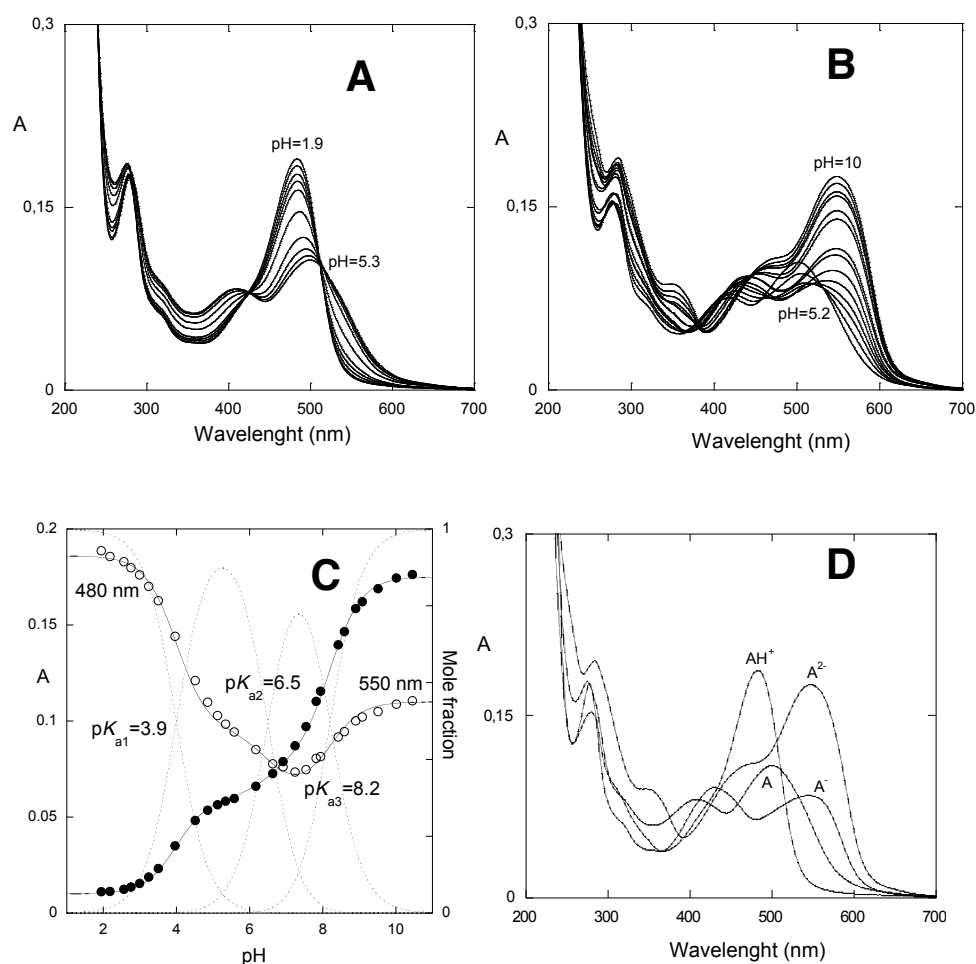 A
0,3
A
0,15
0
pH=1.9
pH=5.3
200 300 400 500 600 700
Wavelenght (nm)
B
0,3
A
0,15
0
pH=10
pH=5.2
200 300 400 500 600 700
Wavelenght (nm)
C
0.2
0.15
A
0.1
0.05
0
480 nm
550 nm
pKa1=3.9
pKa2=6.5
pKa3=8.2
1
Mole fraction
0
0 2 4 6 8 10
pH
D
0,3
A
0,15
0
AH+
A2-
A
A-
200 300 400 500 600 700
Wavelenght (nm)